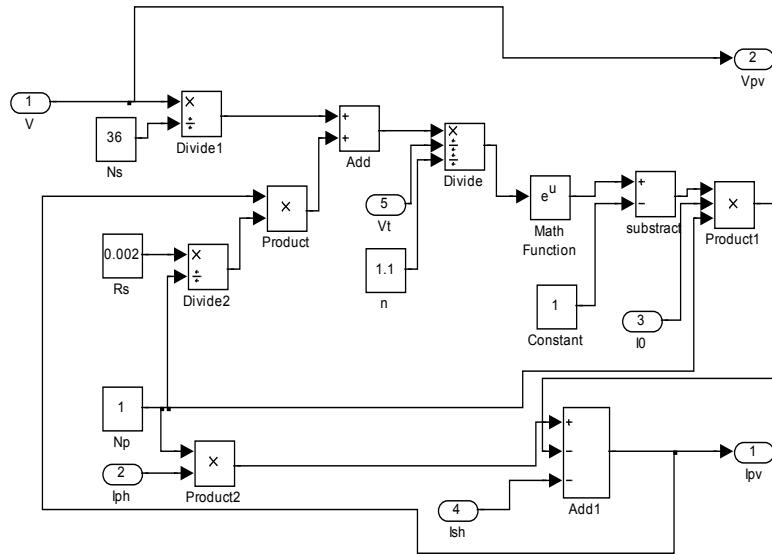 2
Vpv
1
V
×
÷
Divide1
36
Ns
+
+
Add
×
÷
÷
Divide
5
Vt
e^u
Math
Function
+
−
substract
×
Product1
×
Product
0.002
Rs
×
÷
Divide2
1.1
n
1
Constant
3
I0
1
Np
2
Iph
×
Product2
4
Ish
+
−
−
Add1
1
Ipv